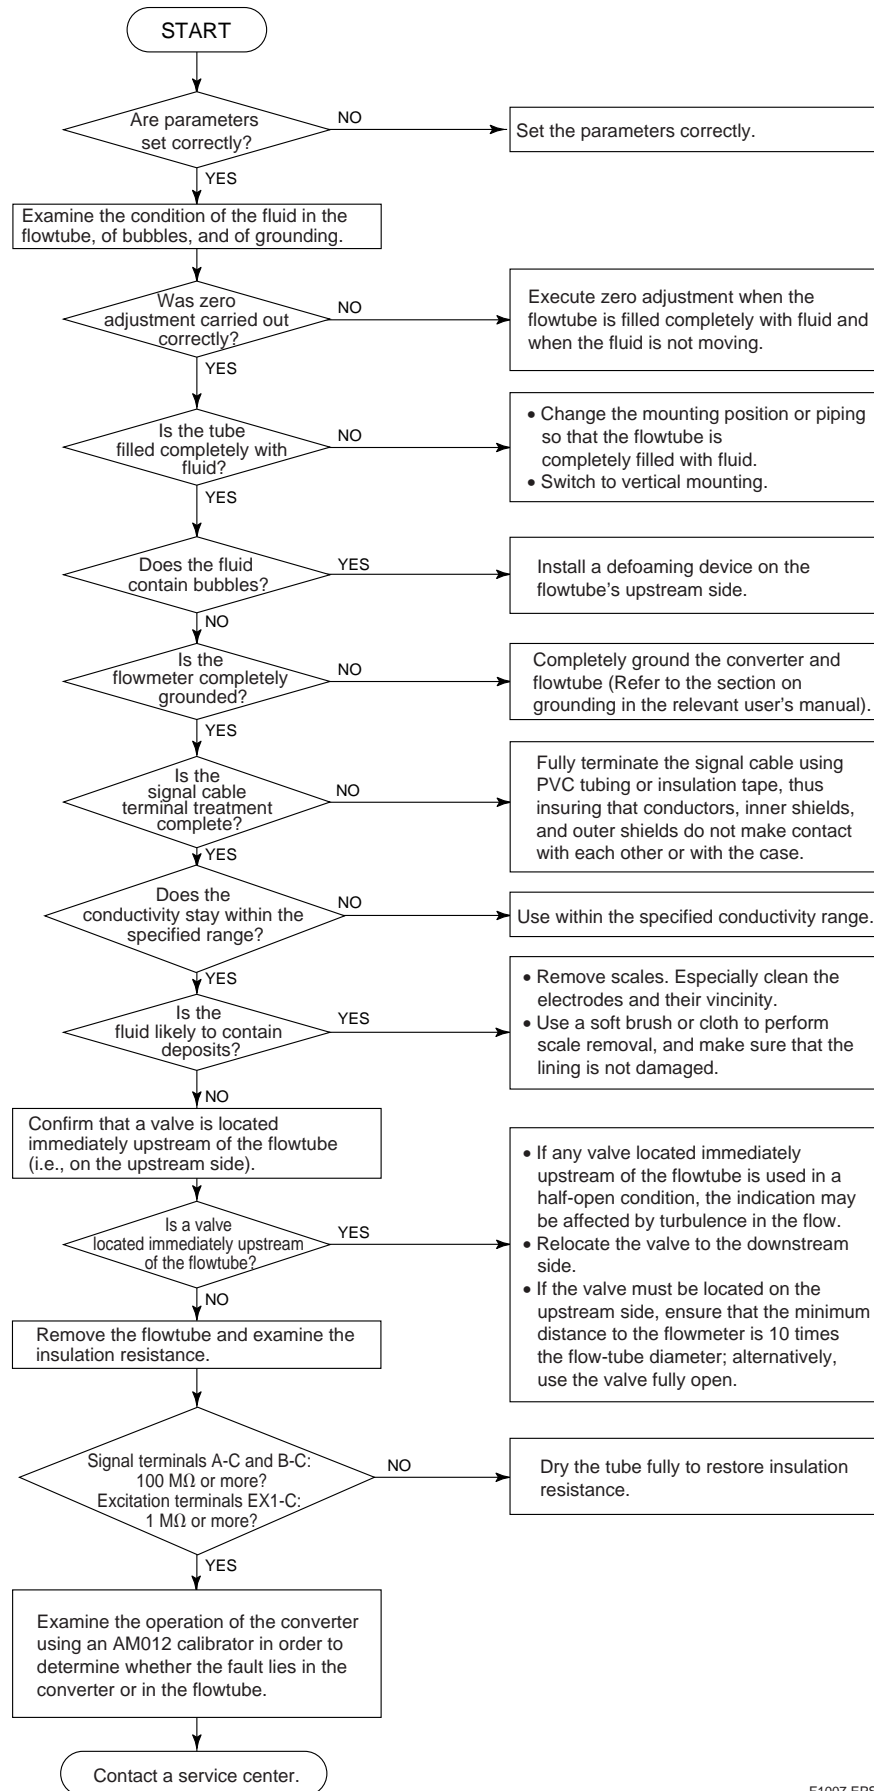 START
Are parameters
set correctly?
NO
Set the parameters correctly.
YES
Examine the condition of the fluid in the
flowtube, of bubbles, and of grounding.
Was zero
adjustment carried out
correctly?
NO
Execute zero adjustment when the
flowtube is filled completely with fluid and
when the fluid is not moving.
YES
Is the tube
filled completely with
fluid?
NO
• Change the mounting position or piping
so that the flowtube is
completely filled with fluid.
• Switch to vertical mounting.
YES
Does the fluid
contain bubbles?
YES
Install a defoaming device on the
flowtube's upstream side.
NO
Is the
flowmeter completely
grounded?
NO
Completely ground the converter and
flowtube (Refer to the section on
grounding in the relevant user's manual).
YES
Is the
signal cable
terminal treatment
complete?
NO
Fully terminate the signal cable using
PVC tubing or insulation tape, thus
insuring that conductors, inner shields,
and outer shields do not make contact
with each other or with the case.
YES
Does the
conductivity stay within the
specified range?
NO
Use within the specified conductivity range.
YES
Is the
fluid likely to contain
deposits?
YES
• Remove scales. Especially clean the
electrodes and their vincinity.
• Use a soft brush or cloth to perform
scale removal, and make sure that the
lining is not damaged.
NO
Confirm that a valve is located
immediately upstream of the flowtube
(i.e., on the upstream side).
Is a valve
located immediately upstream
of the flowtube?
YES
• If any valve located immediately
upstream of the flowtube is used in a
half-open condition, the indication may
be affected by turbulence in the flow.
• Relocate the valve to the downstream
side.
• If the valve must be located on the
upstream side, ensure that the minimum
distance to the flowmeter is 10 times
the flow-tube diameter; alternatively,
use the valve fully open.
NO
Remove the flowtube and examine the
insulation resistance.
Signal terminals A-C and B-C:
100 MΩ or more?
Excitation terminals EX1-C:
1 MΩ or more?
NO
Dry the tube fully to restore insulation
resistance.
YES
Examine the operation of the converter
using an AM012 calibrator in order to
determine whether the fault lies in the
converter or in the flowtube.
Contact a service center.